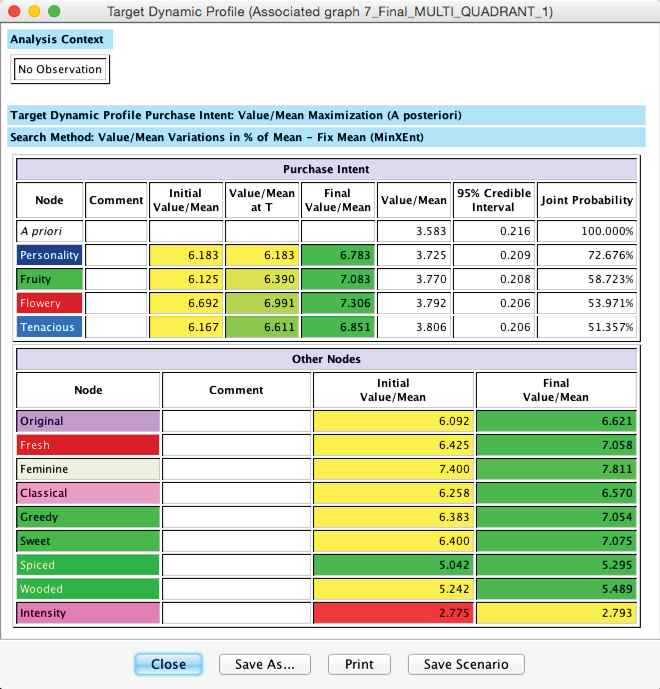 Target Dynamic Profile (Associated graph 7_Final_MULTI_QUADRANT_1)
Analysis Context
No Observation
Target Dynamic Profile Purchase Intent: Value/Mean Maximization (A posteriori)
Search Method: Value/Mean Variations in % of Mean - Fix Mean (MinXEnt)
Purchase Intent
Node Comment Initial Value/Mean Value/Mean at T Final Value/Mean Value/Mean 95% Credible Interval Joint Probability
A priori 3.583 0.216 100.000%
Personality 6.183 6.183 6.783 3.725 0.209 72.676%
Fruity 6.125 6.390 7.083 3.770 0.208 58.723%
Flowery 6.692 6.991 7.306 3.792 0.206 53.971%
Tenacious 6.167 6.611 6.851 3.806 0.206 51.357%
Other Nodes
Node Comment Initial Value/Mean Final Value/Mean
Original 6.092 6.621
Fresh 6.425 7.058
Feminine 7.400 7.811
Classical 6.258 6.570
Greedy 6.383 7.054
Sweet 6.400 7.075
Spiced 5.042 5.295
Wooded 5.242 5.489
Intensity 2.775 2.793
Close Save As... Print Save Scenario